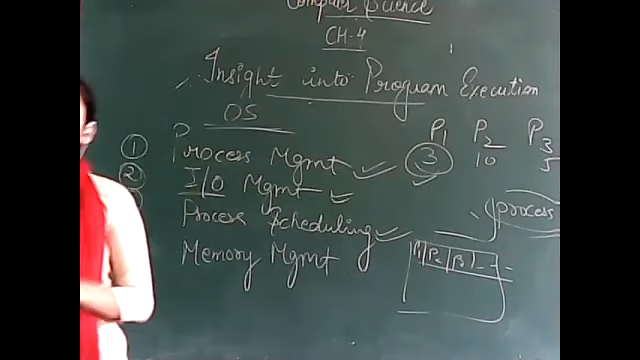 Computer Science
CH-4
Insight into Program Execution
OS
P1 P2 P3
3 10 5
① Process Mgmt
② I/O Mgmt
Process Scheduling
process
Memory Mgmt
P1 P2 P3